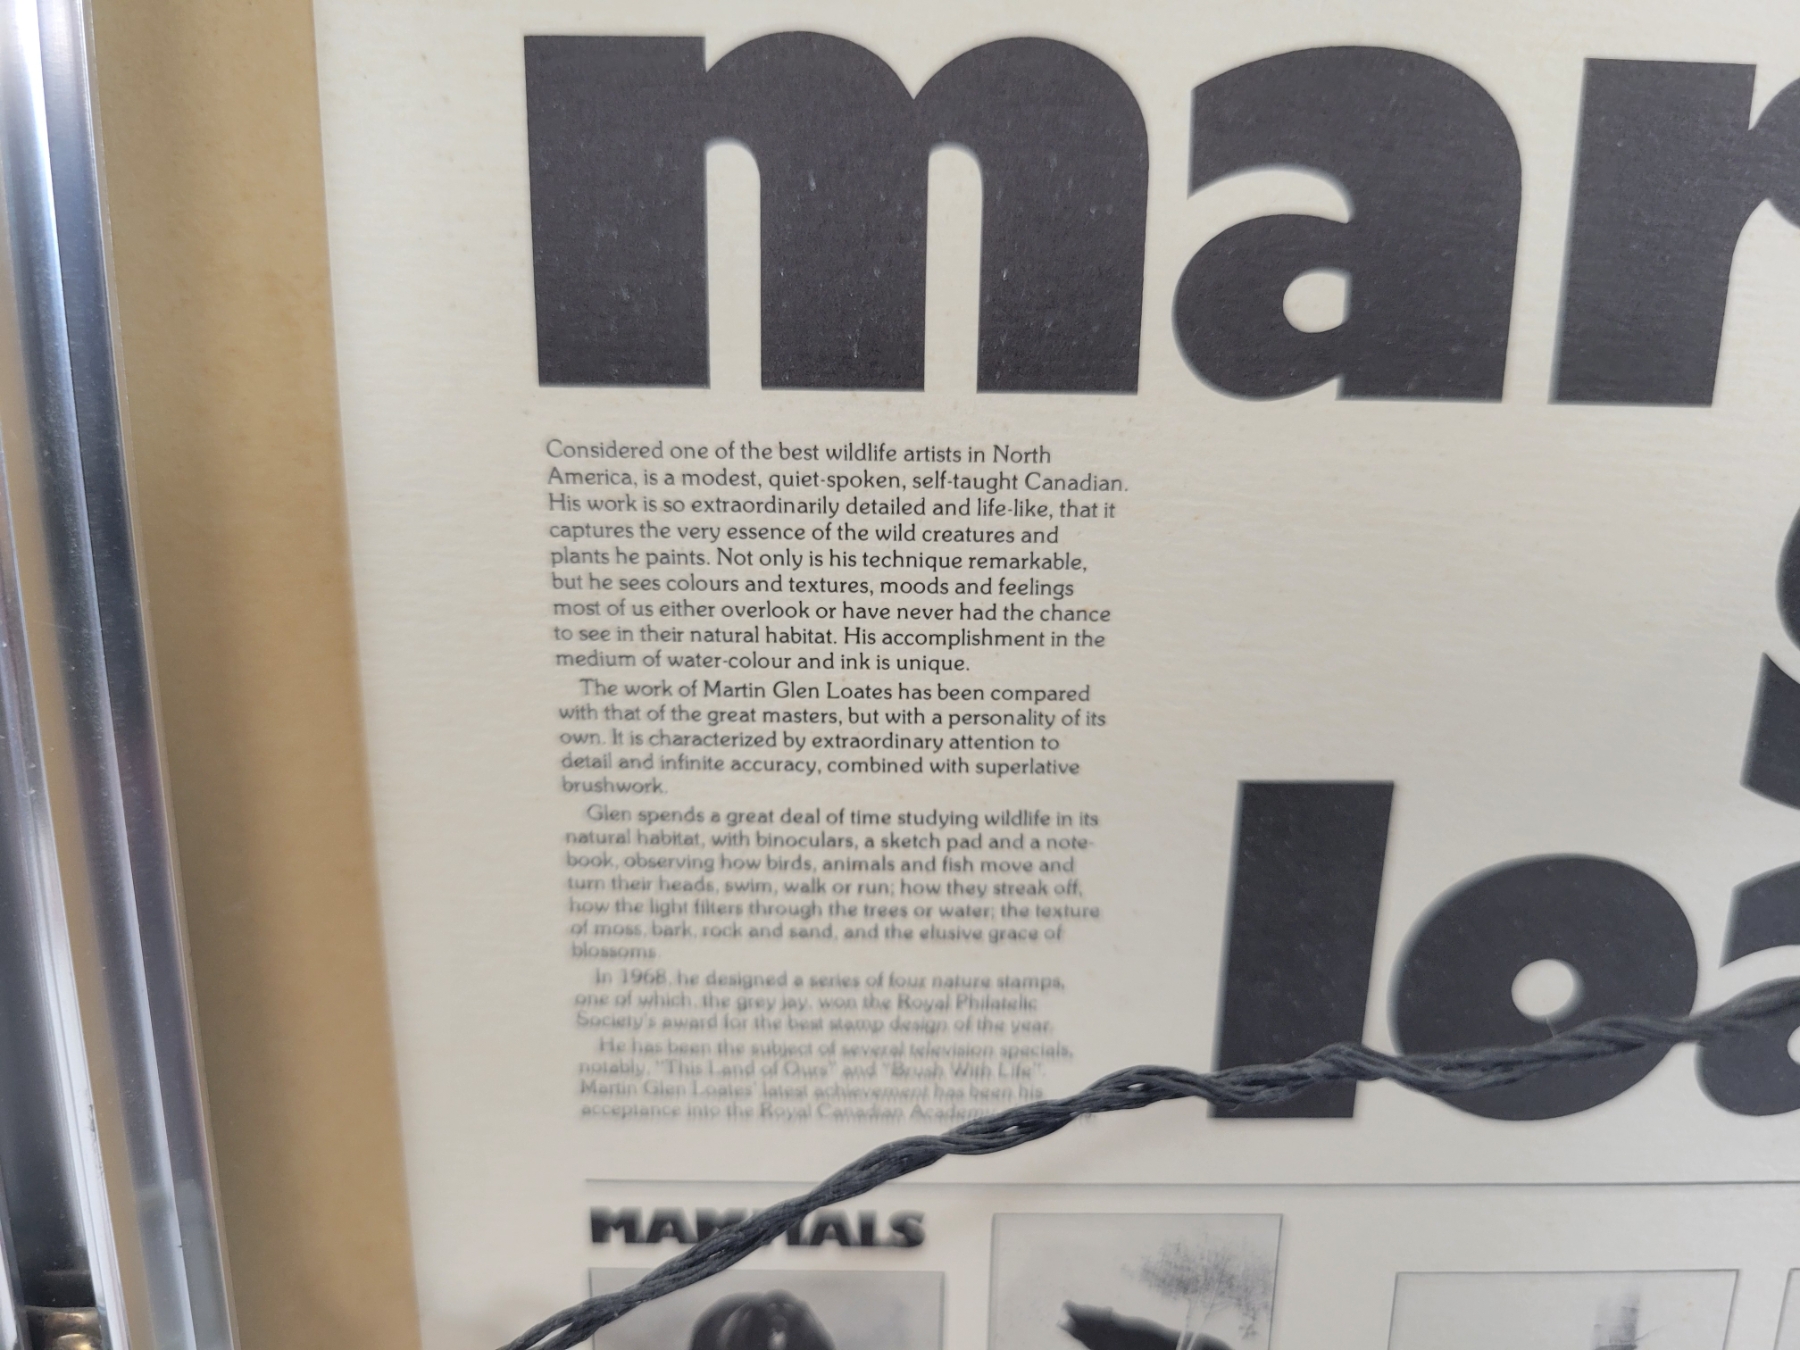 mar
Considered one of the best wildlife artists in North
America, is a modest, quiet-spoken, self-taught Canadian.
His work is so extraordinarily detailed and life-like, that it
captures the very essence of the wild creatures and
plants he paints. Not only is his technique remarkable,
but he sees colours and textures, moods and feelings
most of us either overlook or have never had the chance
to see in their natural habitat. His accomplishment in the
medium of water-colour and ink is unique.
The work of Martin Glen Loates has been compared
with that of the great masters, but with a personality of its
own. It is characterized by extraordinary attention to
detail and infinite accuracy, combined with superlative
brushwork.
Glen spends a great deal of time studying wildlife in its
natural habitat, with binoculars, a sketch pad and a note-
book, observing how birds, animals and fish move and
turn their heads, swim, walk or run; how they streak off,
how the light filters through the trees or water; the texture
of moss, bark, rock and sand, and the elusive grace of
blossoms.
In 1968, he designed a series of four nature stamps,
one of which, the grey jay, won the Royal Philatelic
Society's award for the best stamp design of the year.
He has been the subject of several television specials,
notably, "This Land of Ours" and "Brush With Life".
Martin Glen Loates' latest achievement has been his
acceptance into the Royal Canadian Academy
loa
MAMMALS